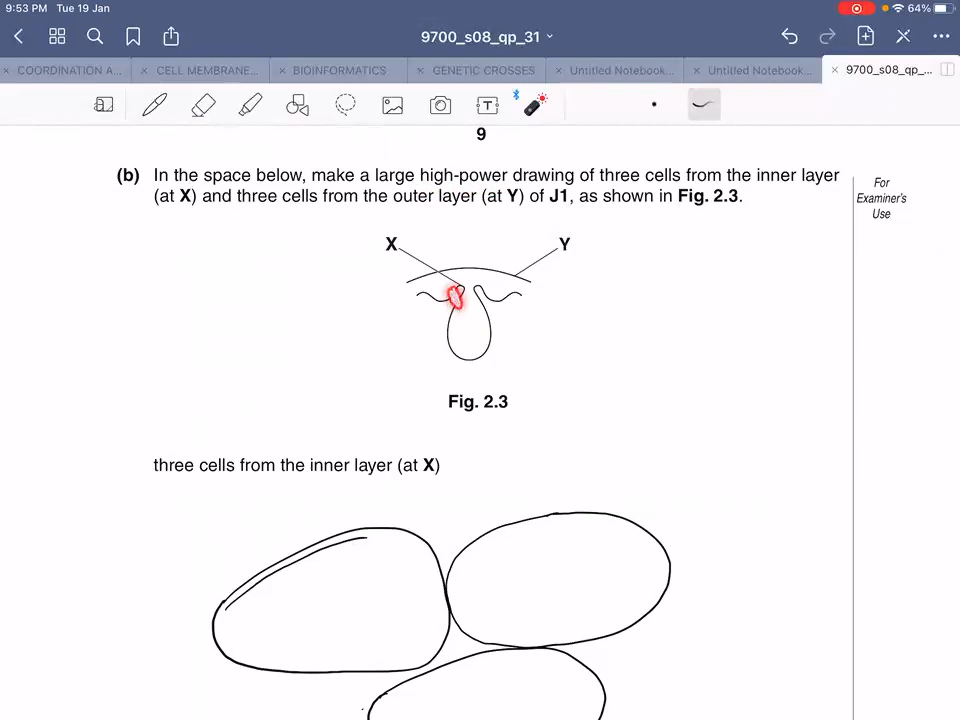 9:53 PM Tue 19 Jan
64%
9700_s08_qp_31
COORDINATION A...
CELL MEMBRANE...
BIOINFORMATICS
GENETIC CROSSES
Untitled Notebook...
Untitled Notebook...
9700_s08_qp_...
T
9
(b) In the space below, make a large high-power drawing of three cells from the inner layer
(at X) and three cells from the outer layer (at Y) of J1, as shown in Fig. 2.3.
For
Examiner's
Use
X
Y
Fig. 2.3
three cells from the inner layer (at X)